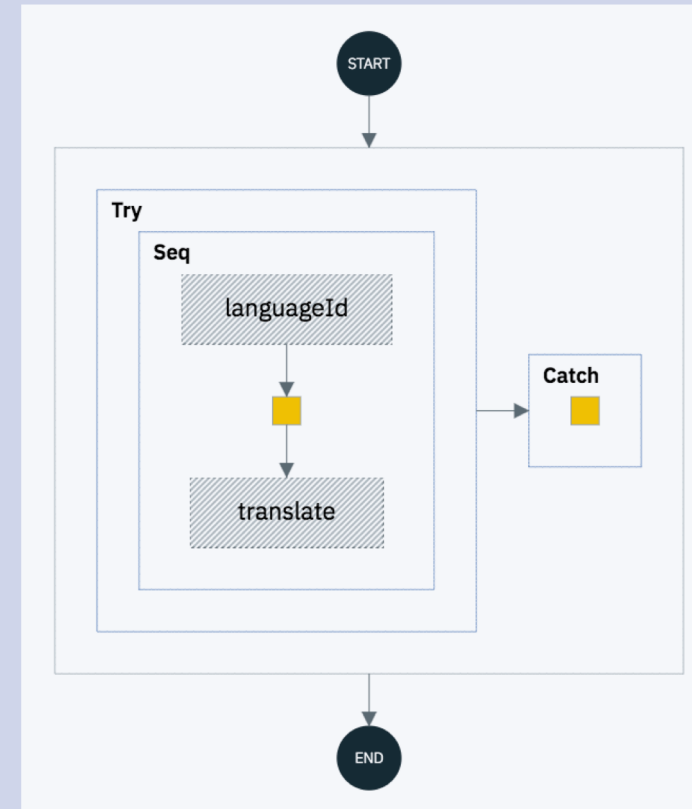 START
Try
Seq
languageId
Catch
translate
END